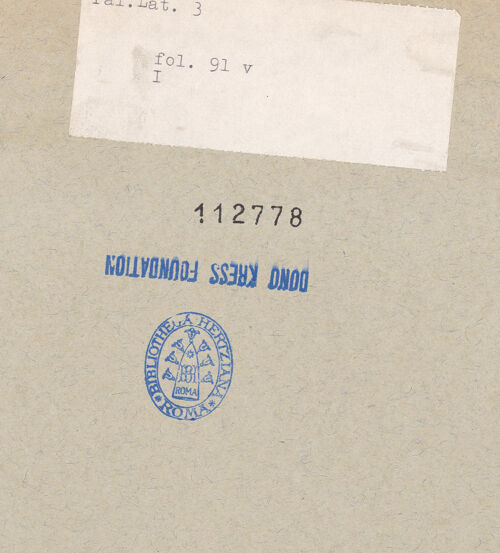 Pal.Lat. 3
fol. 91 v
I
112778
DONO KRESS FOUNDATION
BIBLIOTHECA HERTZIANA
ROMA
* ROMA *